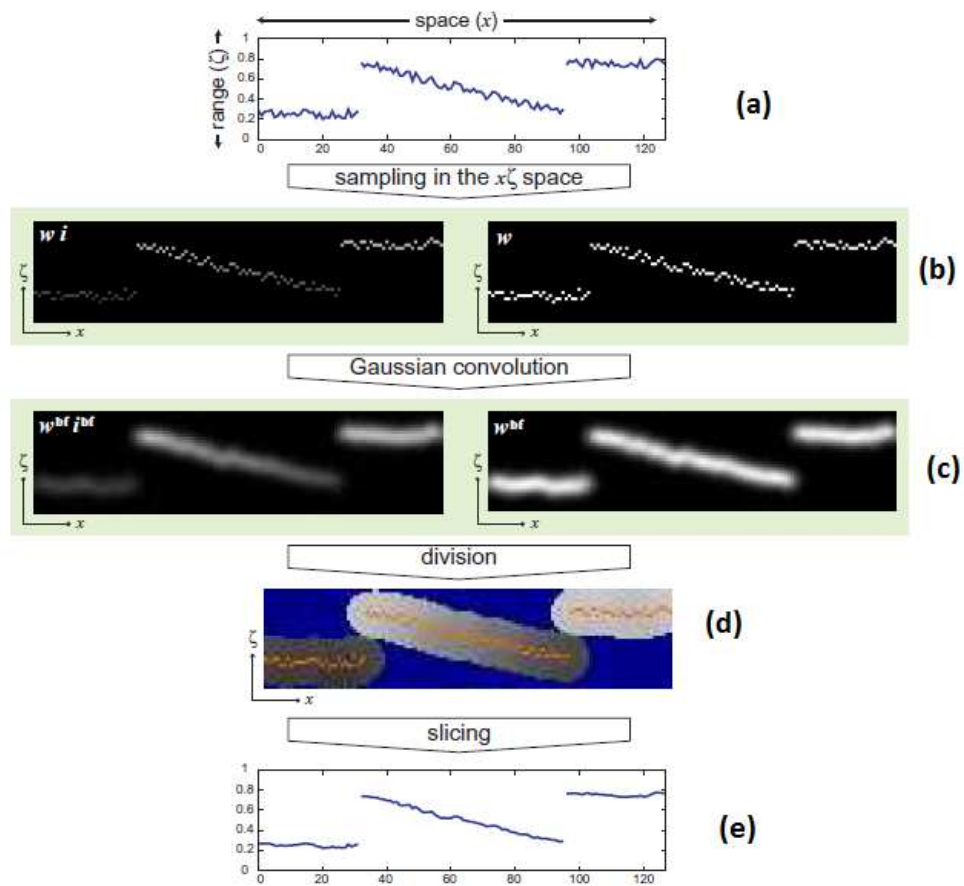 space (x)
range (ζ)
1
0.8
0.6
0.4
0.2
0
0 20 40 60 80 100 120
(a)
sampling in the xζ space
w i
w
ζ
x
ζ
x
(b)
Gaussian convolution
w^bf i^bf
w^bf
ζ
x
ζ
x
(c)
division
ζ
x
(d)
slicing
1
0.8
0.6
0.4
0.2
0
0 20 40 60 80 100 120
(e)